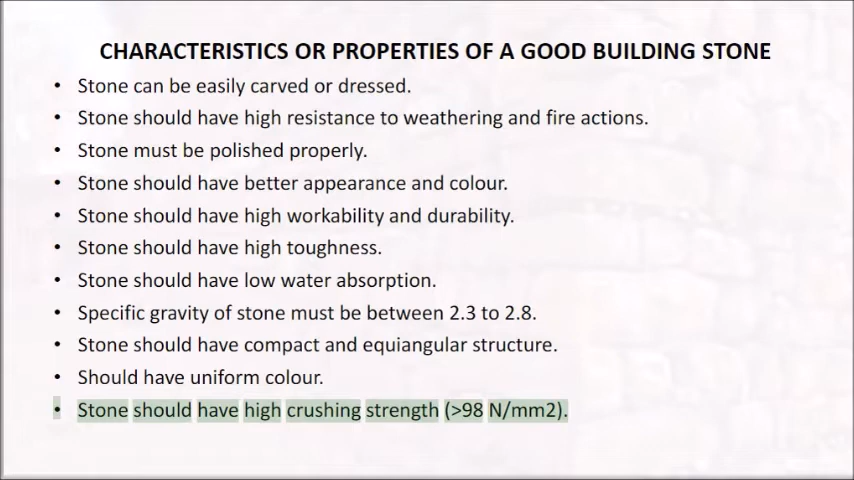 CHARACTERISTICS OR PROPERTIES OF A GOOD BUILDING STONE
• Stone can be easily carved or dressed.
• Stone should have high resistance to weathering and fire actions.
• Stone must be polished properly.
• Stone should have better appearance and colour.
• Stone should have high workability and durability.
• Stone should have high toughness.
• Stone should have low water absorption.
• Specific gravity of stone must be between 2.3 to 2.8.
• Stone should have compact and equiangular structure.
• Should have uniform colour.
• Stone should have high crushing strength (>98 N/mm2).